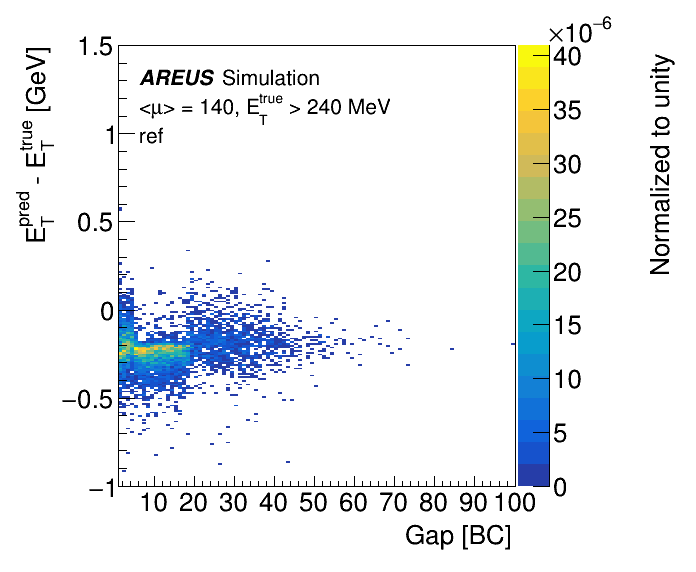 ×10⁻⁶
AREUS Simulation
<μ> = 140, E_T^true > 240 MeV
ref
E_T^pred - E_T^true [GeV]
1.5
1
0.5
0
−0.5
−1
10 20 30 40 50 60 70 80 90 100
Gap [BC]
40
35
30
25
20
15
10
5
0
Normalized to unity